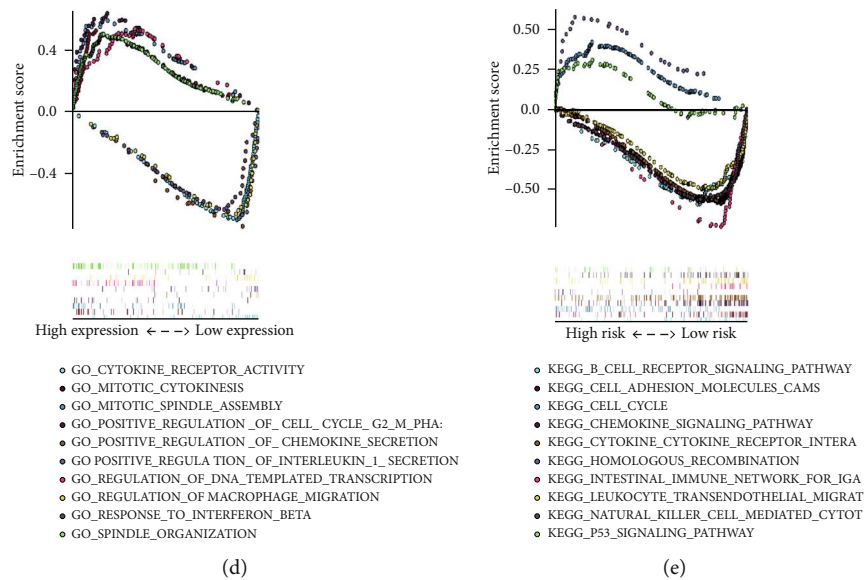 0.4
0.0
−0.4
Enrichment score
High expression Low expression
GO_CYTOKINE_RECEPTOR_ACTIVITY
GO_MITOTIC_CYTOKINESIS
GO_MITOTIC_SPINDLE_ASSEMBLY
GO_POSITIVE_REGULATION _OF_ CELL_ CYCLE_ G2_M_PHA:
GO_POSITIVE_REGULATION _OF_ CHEMOKINE_SECRETION
GO POSITIVE_REGULA TION_ OF_INTERLEUKIN_1_ SECRETION
GO_REGULATION_OF_DNA_TEMPLATED_TRANSCRIPTION
GO_REGULATION_OF MACROPHAGE_MIGRATION
GO_RESPONSE_TO_INTERFERON_BETA
GO_SPINDLE_ORGANIZATION
(d)
0.50
0.25
0.0
−0.25
−0.50
Enrichment score
High risk Low risk
KEGG_B_CELL_RECEPTOR_SIGNALING_PATHWAY
KEGG_CELL_ADHESION_MOLECULES_CAMS
KEGG_CELL_CYCLE
KEGG_CHEMOKINE_SIGNALING_PATHWAY
KEGG_CYTOKINE_CYTOKINE_RECEPTOR_INTERA
KEGG_HOMOLOGOUS_RECOMBINATION
KEGG_INTESTINAL_IMMUNE_NETWORK_FOR_IGA
KEGG_LEUKOCYTE_TRANSENDOTHELIAL_MIGRAT
KEGG_NATURAL_KILLER_CELL_MEDIATED_CYTOT
KEGG_P53_SIGNALING_PATHWAY
(e)